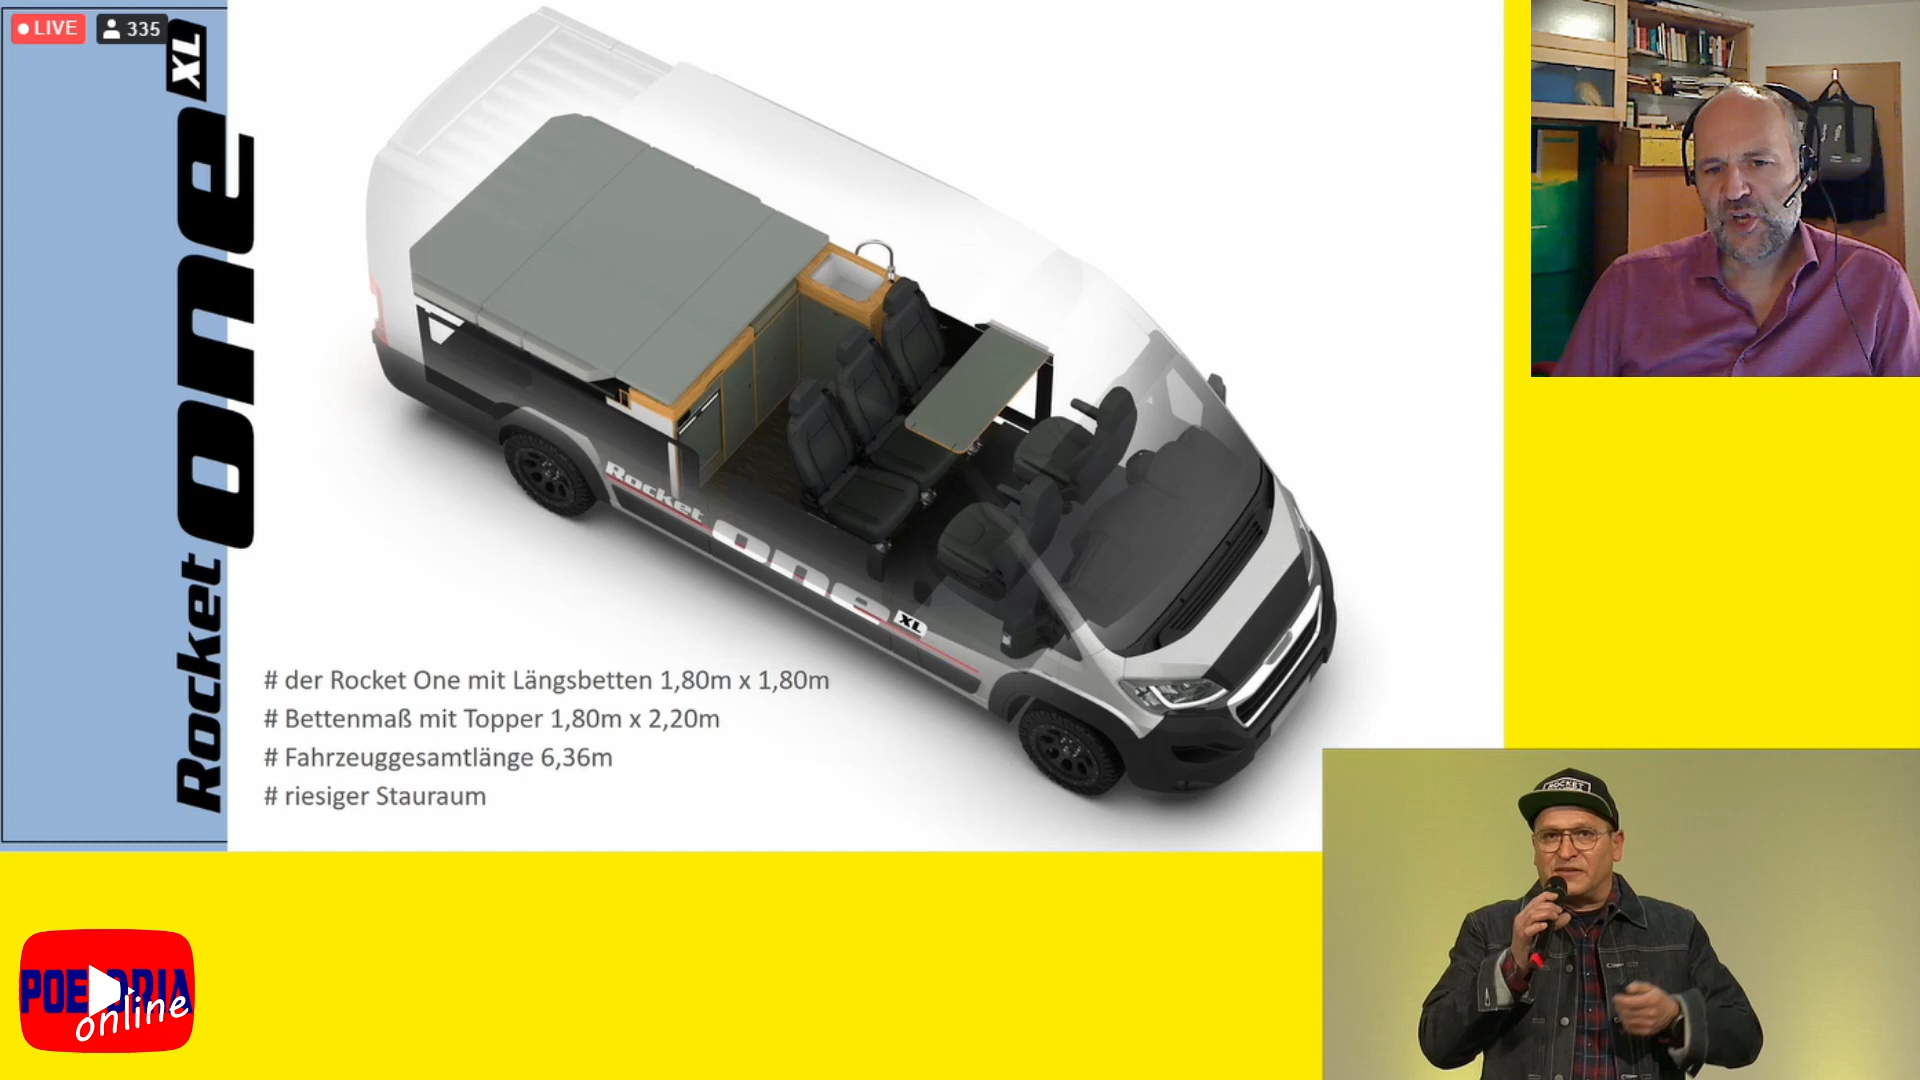 LIVE
335
Rocket one XL
Rocket
one XL
# der Rocket One mit Längsbetten 1,80m x 1,80m
# Bettenmaß mit Topper 1,80m x 2,20m
# Fahrzeuggesamtlänge 6,36m
# riesiger Stauraum
ROCKET
online